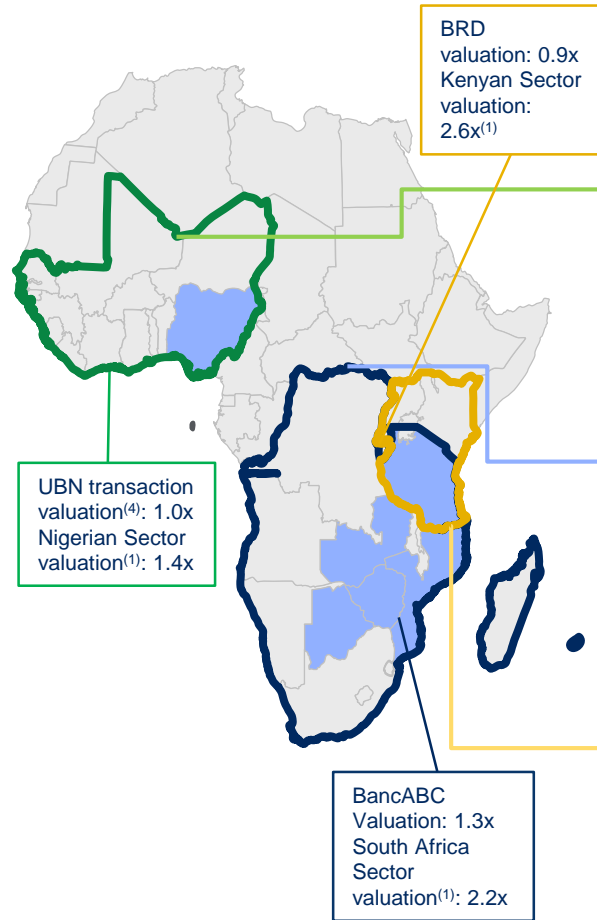 BRD
valuation: 0.9x
Kenyan Sector
valuation:
2.6x(1)
UBN transaction
valuation(4): 1.0x
Nigerian Sector
valuation(1): 1.4x
BancABC
Valuation: 1.3x
South Africa
Sector
valuation(1): 2.2x